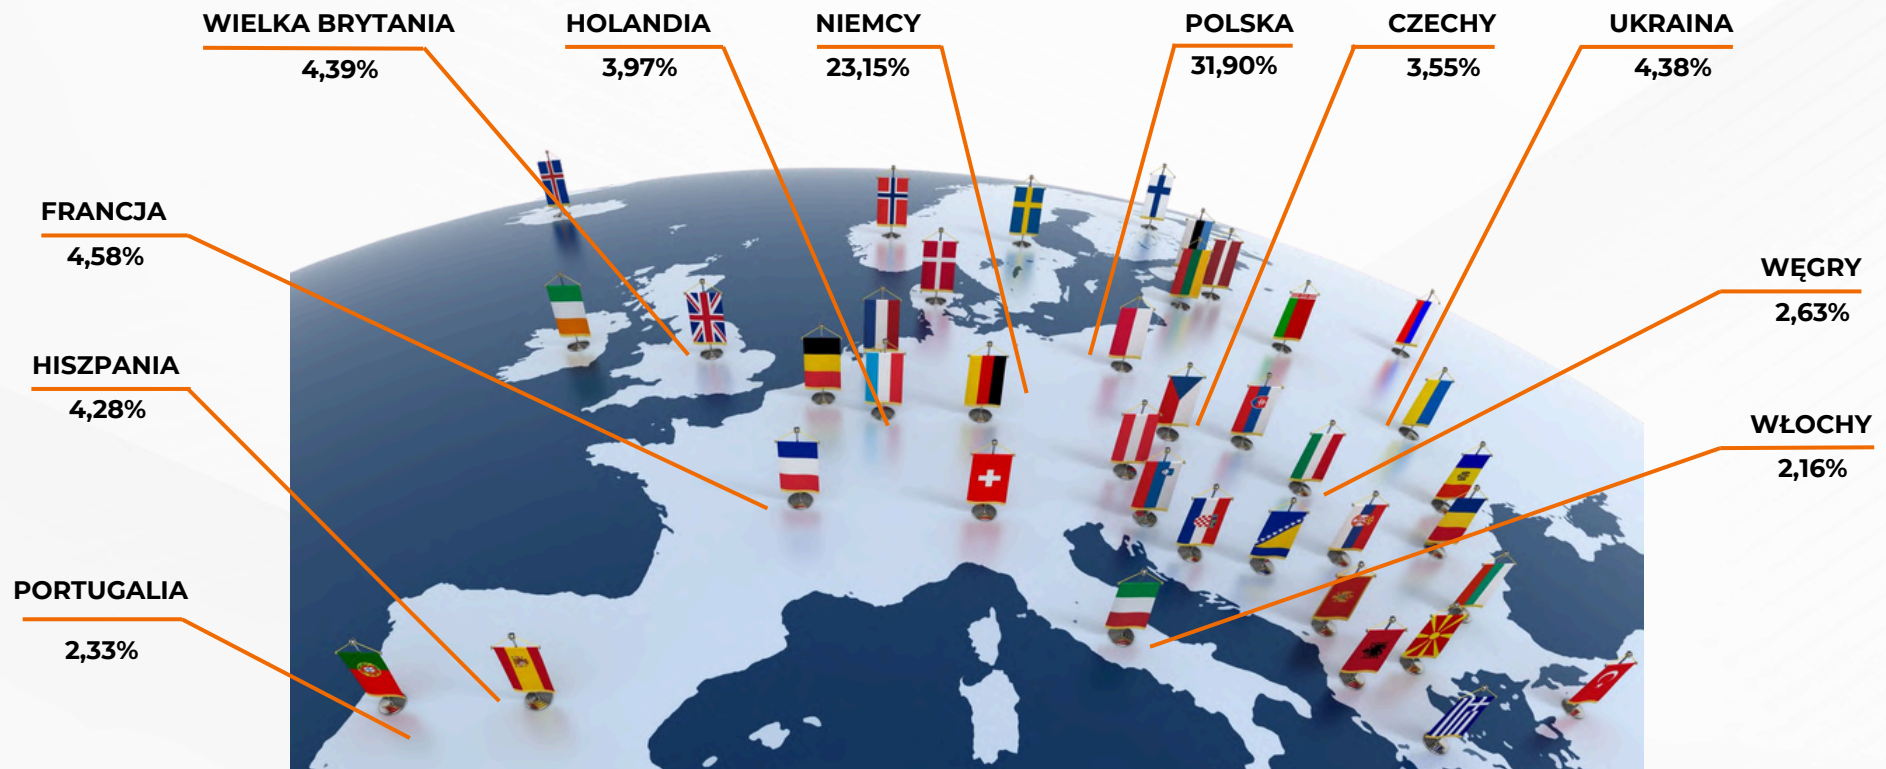 WIELKA BRYTANIA
4,39%
HOLANDIA
3,97%
NIEMCY
23,15%
POLSKA
31,90%
CZECHY
3,55%
UKRAINA
4,38%
FRANCJA
4,58%
WĘGRY
2,63%
HISZPANIA
4,28%
WŁOCHY
2,16%
PORTUGALIA
2,33%